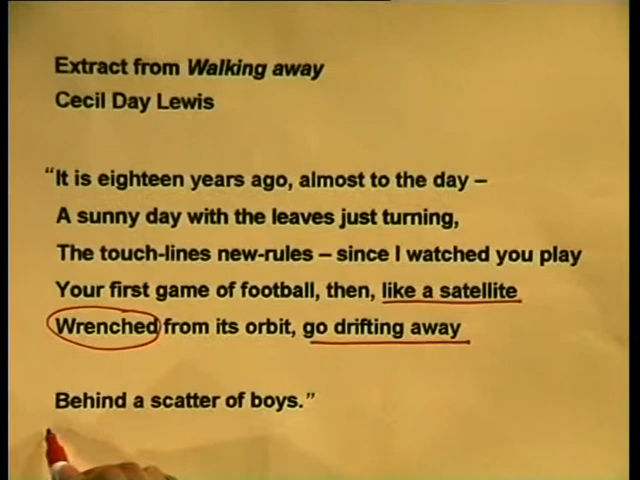 Extract from Walking away
Cecil Day Lewis
“It is eighteen years ago, almost to the day –
A sunny day with the leaves just turning,
The touch-lines new-rules – since I watched you play
Your first game of football, then, like a satellite
Wrenched from its orbit, go drifting away
Behind a scatter of boys.”